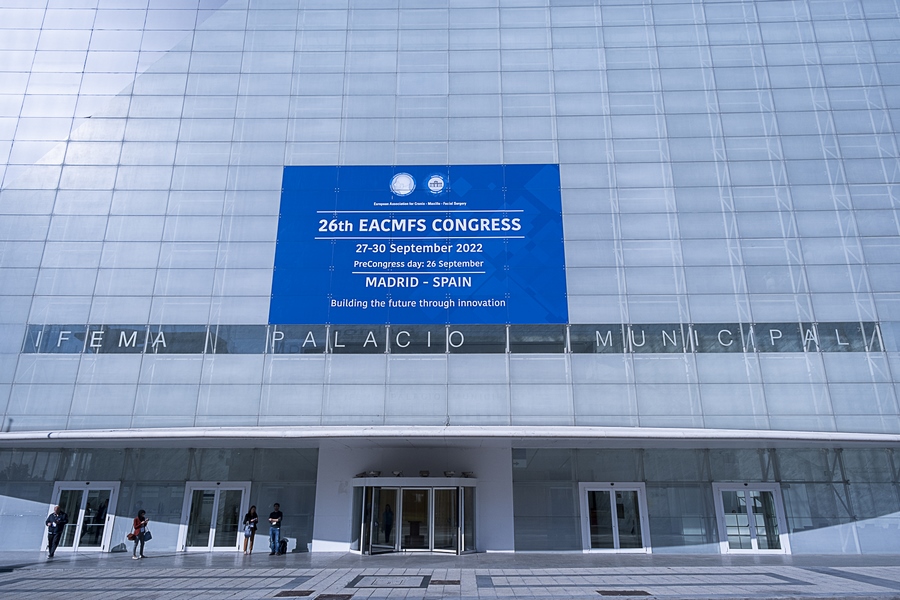 European Association for Cranio - Maxillo - Facial Surgery
26th EACMFS CONGRESS
27-30 September 2022
PreCongress day: 26 September
MADRID - SPAIN
Building the future through innovation
IFEMA PALACIO MUNICIPAL